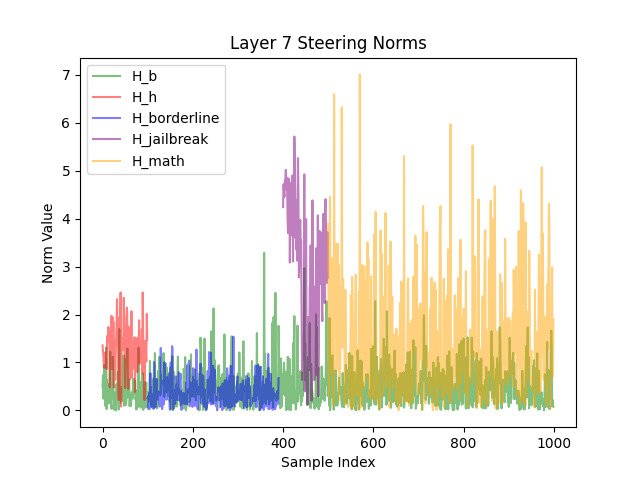 Layer 7 Steering Norms
H_b
H_h
H_borderline
H_jailbreak
H_math
Norm Value
7
6
5
4
3
2
1
0
0 200 400 600 800 1000
Sample Index